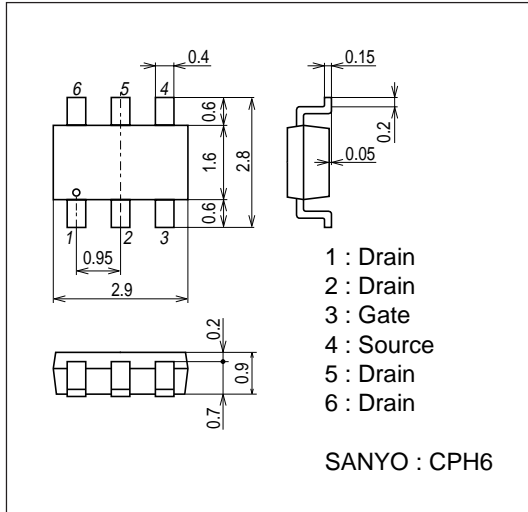 0.4
0.15
6 5 4
0.6
1.6
2.8
0.6
0.2
0.05
1 2 3
0.95
2.9
1 : Drain
2 : Drain
3 : Gate
4 : Source
5 : Drain
6 : Drain
0.2
0.9
0.7
SANYO : CPH6